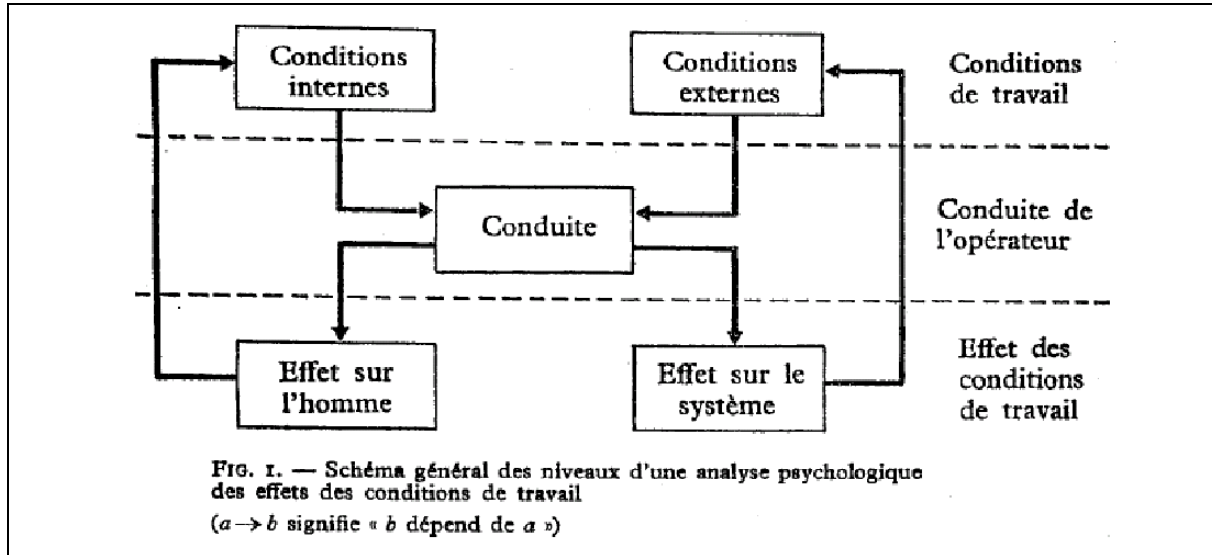 Conditions
internes
Conditions
externes
Conditions
de travail
Conduite
Conduite de
l'opérateur
Effet sur
l'homme
Effet sur le
système
Effet des
conditions
de travail
FIG. 1. — Schéma général des niveaux d'une analyse psychologique
des effets des conditions de travail
(a → b signifie « b dépend de a »)